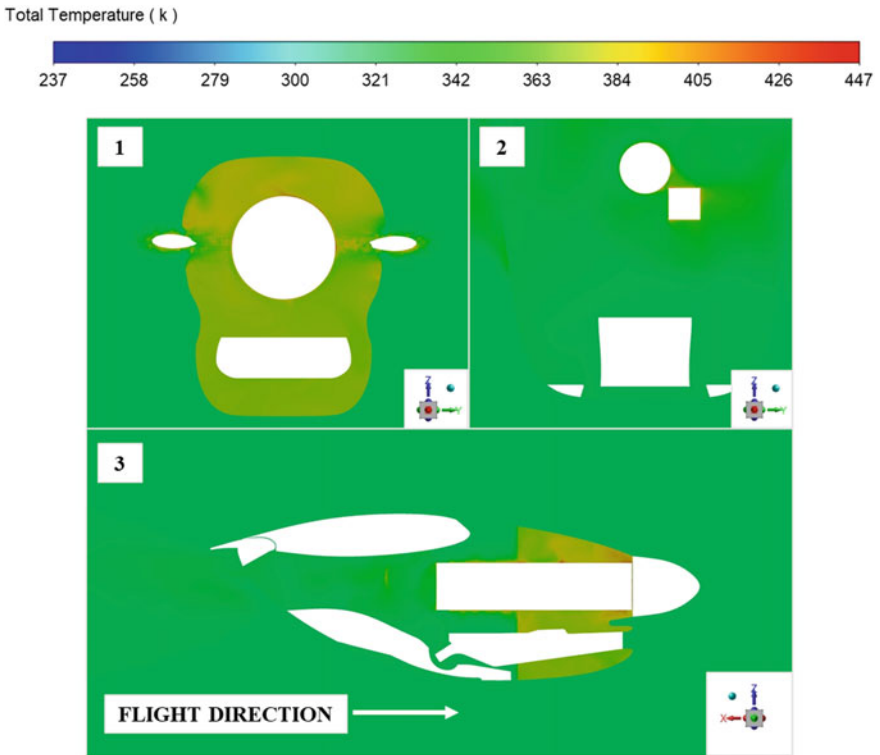 Total Temperature ( k )
237 258 279 300 321 342 363 384 405 426 447
1
2
Z
Y
Z
Y
3
FLIGHT DIRECTION
Z
X